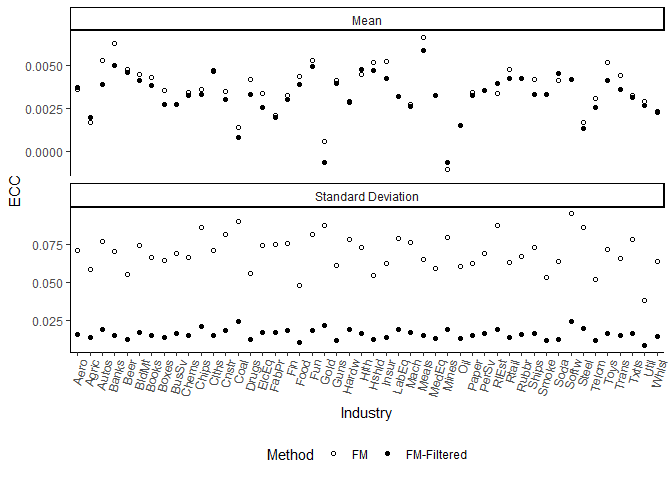 Mean
0.0050
0.0025
0.0000
Standard Deviation
0.075
0.050
0.025
ECC
Aero Agric Autos Banks Beer BldMt Books Boxes BusSv Chems Chips Clths Cnstr Coal Drugs ElcEq FabPr Fin Food Fun Gold Guns Hardw Hlth Hshld Insur LabEq Mach Meals MedEq Mines Oil Paper PerSv RlEst Rtail Rubbr Ships Smoke Soda Softw Steel Telcm Toys Trans Txtls Util Whlsl
Industry
Method FM FM-Filtered